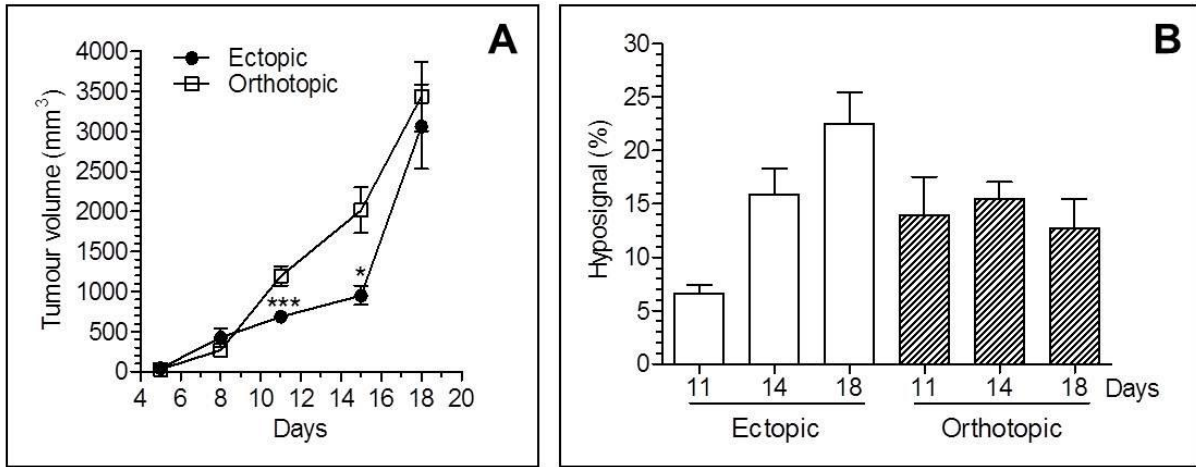 A
Ectopic
Orthotopic
Tumour volume (mm³)
4000
3500
3000
2500
2000
1500
1000
500
0
***
*
4 6 8 10 12 14 16 18 20
Days
B
Hyposignal (%)
30
25
20
15
10
5
0
11 14 18 11 14 18 Days
Ectopic Orthotopic